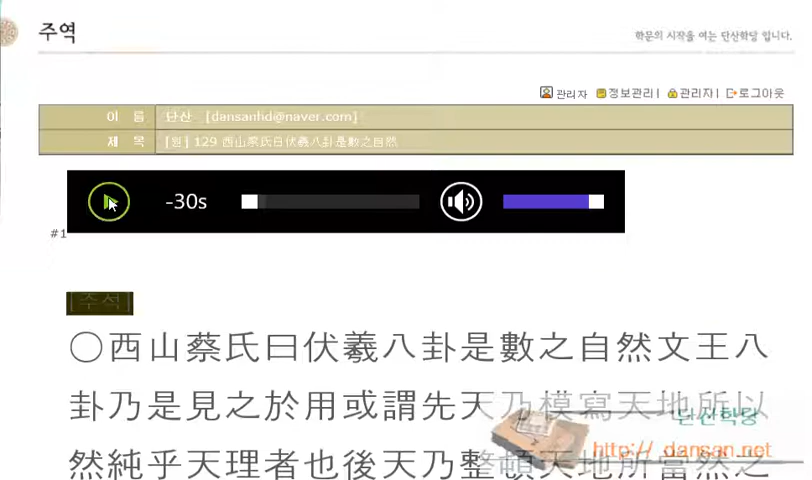 주역
학문의 시작을 여는 단산학당 입니다.
관리자 정보관리| 관리자| 로그아웃
이 름 단산 [dansanhd@naver.com]
제 목 [원] 129 西山蔡氏曰伏羲八卦是數之自然
-30s
#1
[주석]
○西山蔡氏曰伏羲八卦是數之自然文王八
卦乃是見之於用或謂先天乃模寫天地所以
然純乎天理者也後天乃整頓天地所當然之
단산학당
http:// dansan.net